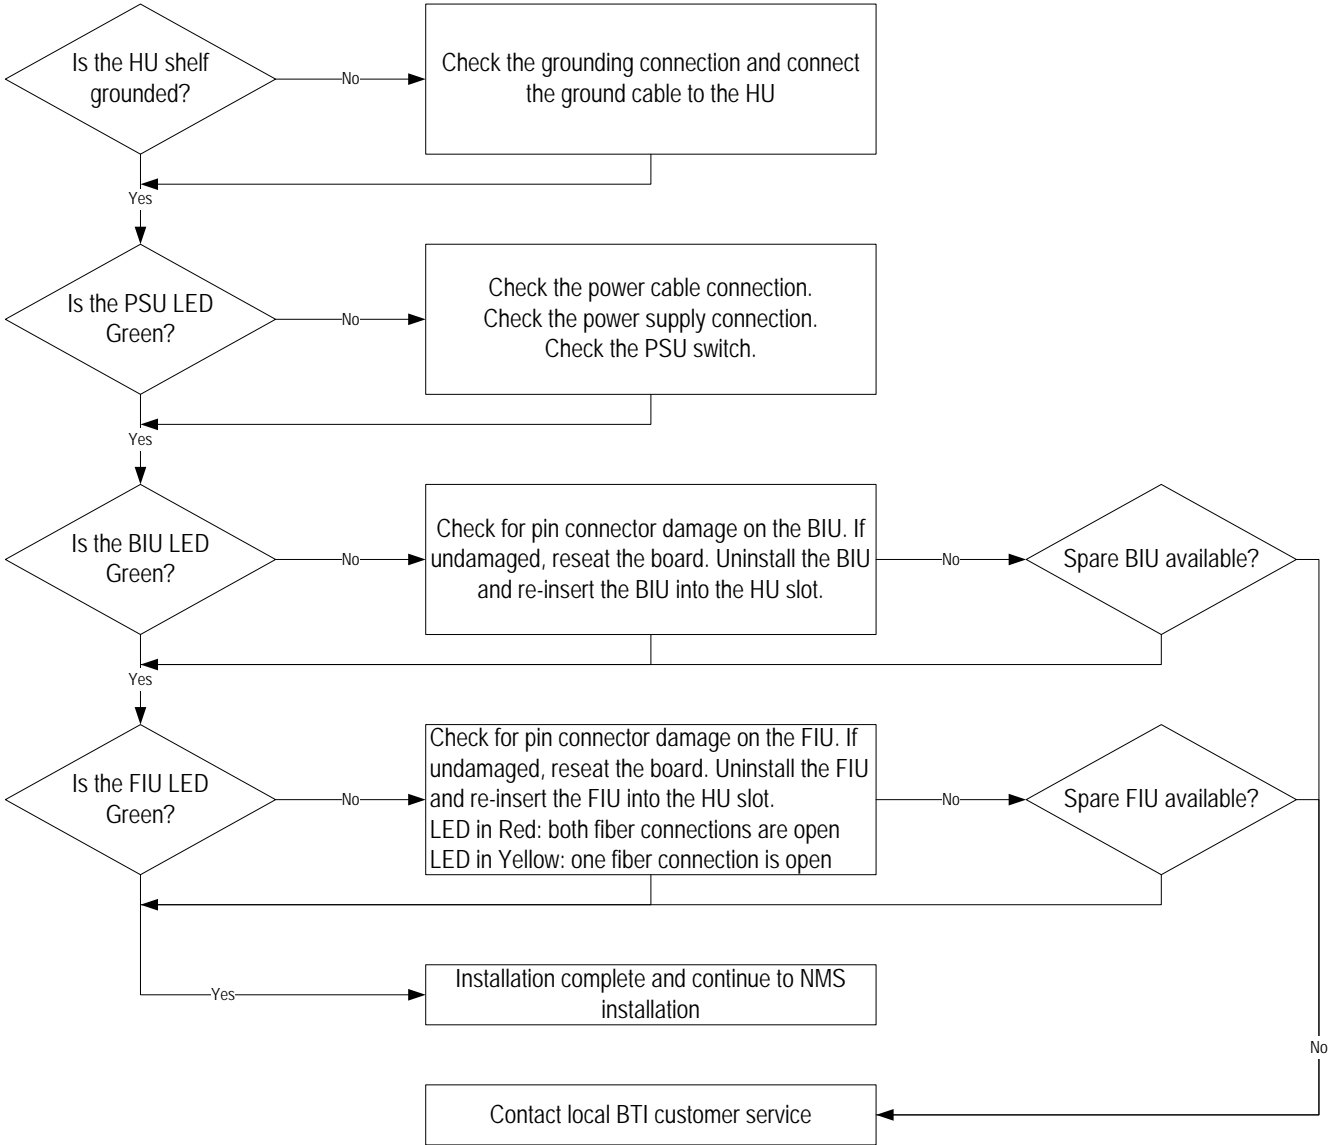 Is the HU shelf
grounded?
No
Check the grounding connection and connect
the ground cable to the HU
Yes
Is the PSU LED
Green?
No
Check the power cable connection.
Check the power supply connection.
Check the PSU switch.
Yes
Is the BIU LED
Green?
No
Check for pin connector damage on the BIU. If
undamaged, reseat the board. Uninstall the BIU
and re-insert the BIU into the HU slot.
No
Spare BIU available?
Yes
Is the FIU LED
Green?
No
Check for pin connector damage on the FIU. If
undamaged, reseat the board. Uninstall the FIU
and re-insert the FIU into the HU slot.
LED in Red: both fiber connections are open
LED in Yellow: one fiber connection is open
No
Spare FIU available?
Yes
Installation complete and continue to NMS
installation
No
Contact local BTI customer service